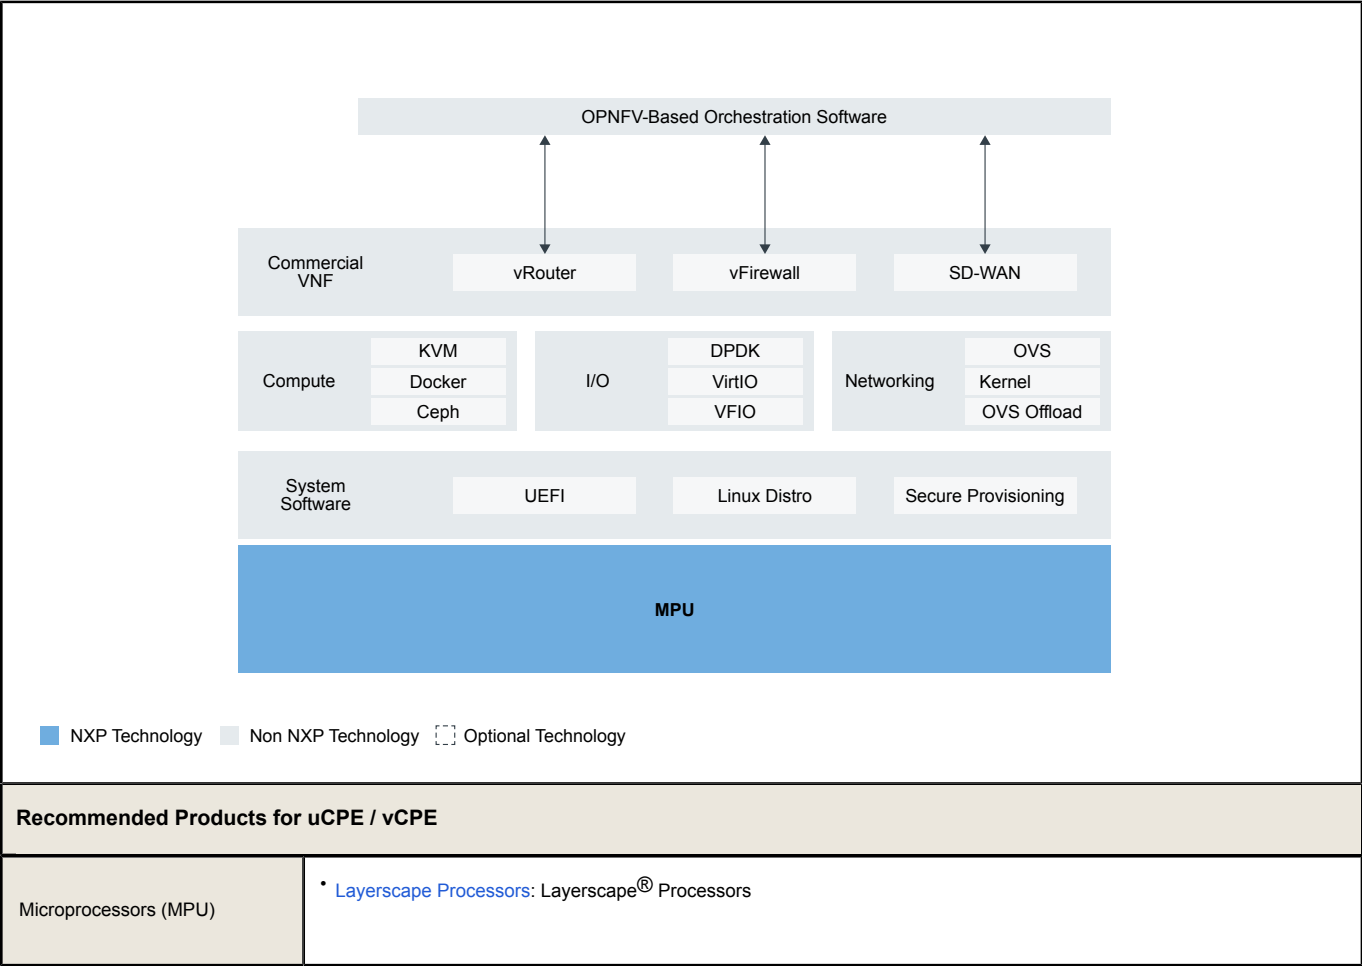 OPNFV-Based Orchestration Software
Commercial
VNF
vRouter
vFirewall
SD-WAN
Compute
KVM
Docker
Ceph
I/O
DPDK
VirtIO
VFIO
Networking
OVS
Kernel
OVS Offload
System
Software
UEFI
Linux Distro
Secure Provisioning
MPU
NXP Technology
Non NXP Technology
Optional Technology
Recommended Products for uCPE / vCPE
Microprocessors (MPU)
• Layerscape Processors: Layerscape® Processors